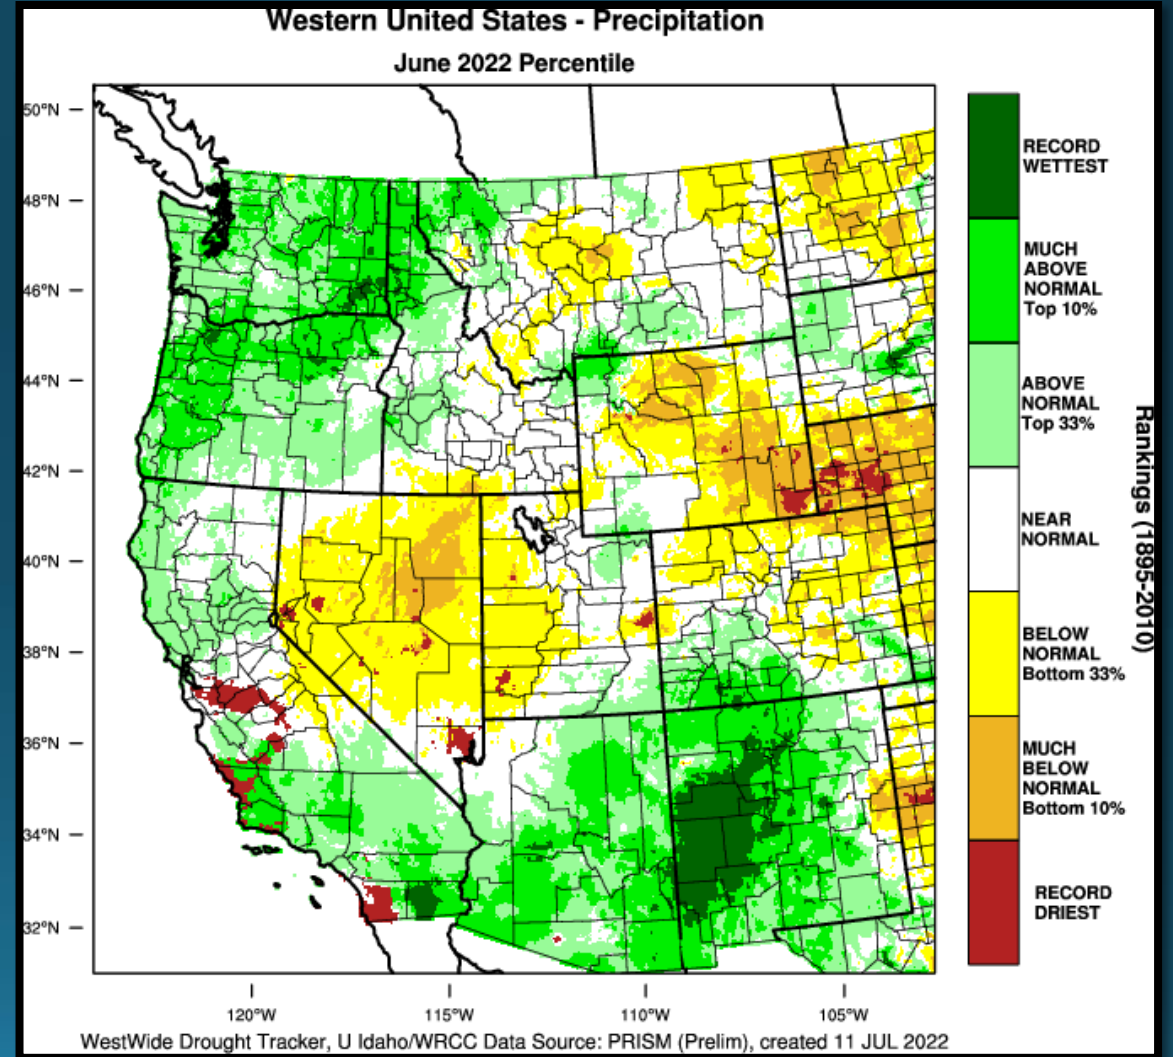 Western United States - Precipitation
June 2022 Percentile
50°N
48°N
46°N
44°N
42°N
40°N
38°N
36°N
34°N
32°N
120°W
115°W
110°W
105°W
RECORD
WETTEST
MUCH
ABOVE
NORMAL
Top 10%
ABOVE
NORMAL
Top 33%
NEAR
NORMAL
BELOW
NORMAL
Bottom 33%
MUCH
BELOW
NORMAL
Bottom 10%
RECORD
DRIEST
Rankings (1895-2010)
WestWide Drought Tracker, U Idaho/WRCC Data Source: PRISM (Prelim), created 11 JUL 2022